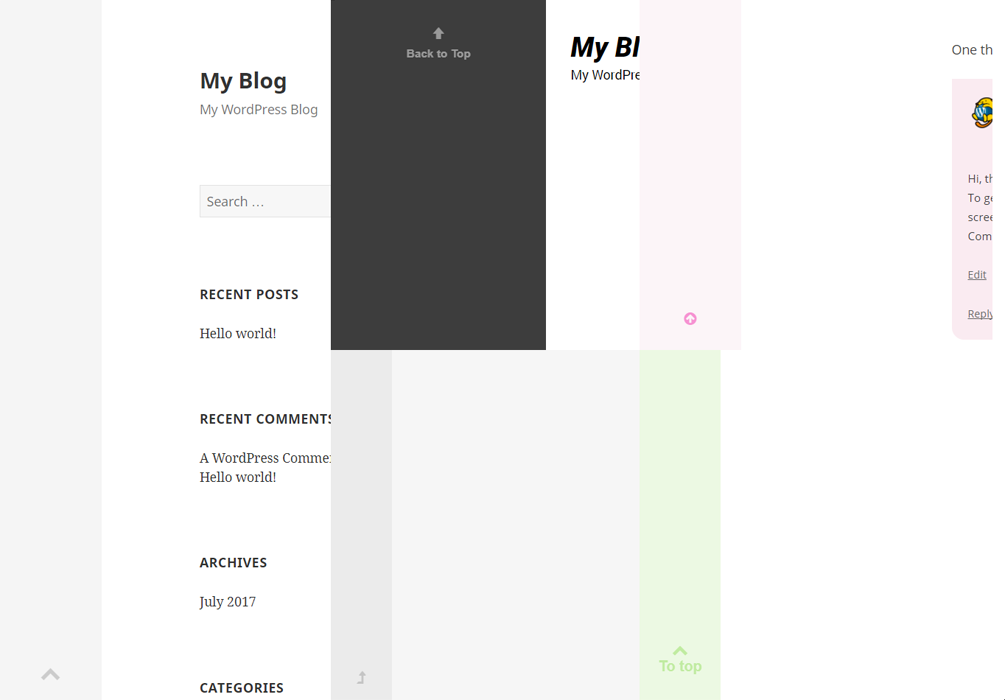 My Blog
My WordPress Blog
Search …
RECENT POSTS
Hello world!
RECENT COMMENTS
A WordPress
Hello world!
ARCHIVES
July 2017
CATEGORIES
Back to Top
My Bl
My WordPre
One th
Hi, th
To ge
scree
Com
Edit
Reply
To top